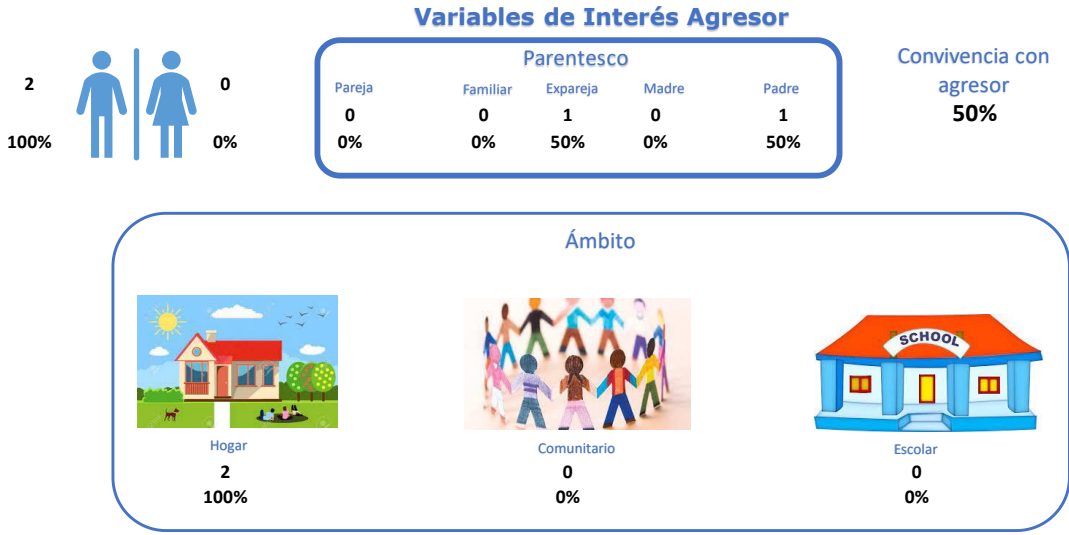 Variables de Interés Agresor
2
100%
0
0%
Parentesco
Pareja Familiar Expareja Madre Padre
0 0 1 0 1
0% 0% 50% 0% 50%
Convivencia con
agresor
50%
Ámbito
SCHOOL
Hogar Comunitario Escolar
2 0 0
100% 0% 0%